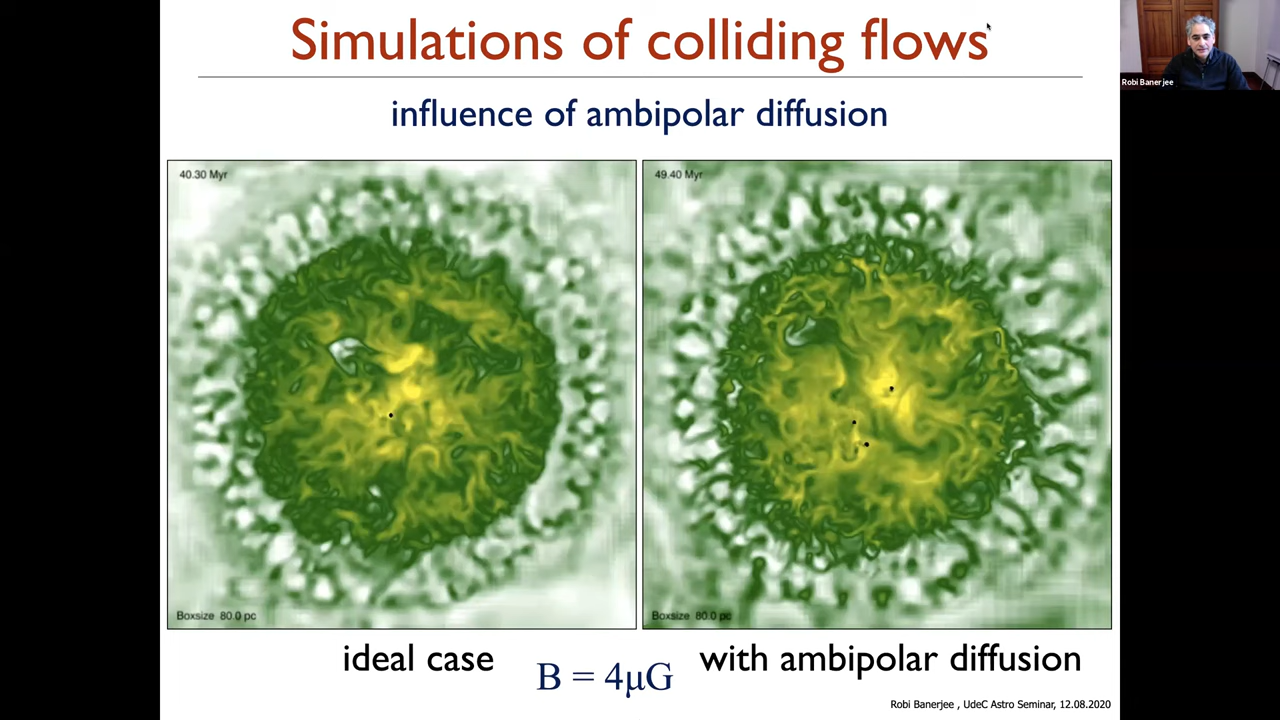 Simulations of colliding flows
Robi Banerjee
influence of ambipolar diffusion
40.30 Myr
49.40 Myr
Boxsize 80.0 pc
Boxsize 80.0 pc
ideal case
B = 4μG
with ambipolar diffusion
Robi Banerjee , UdeC Astro Seminar, 12.08.2020